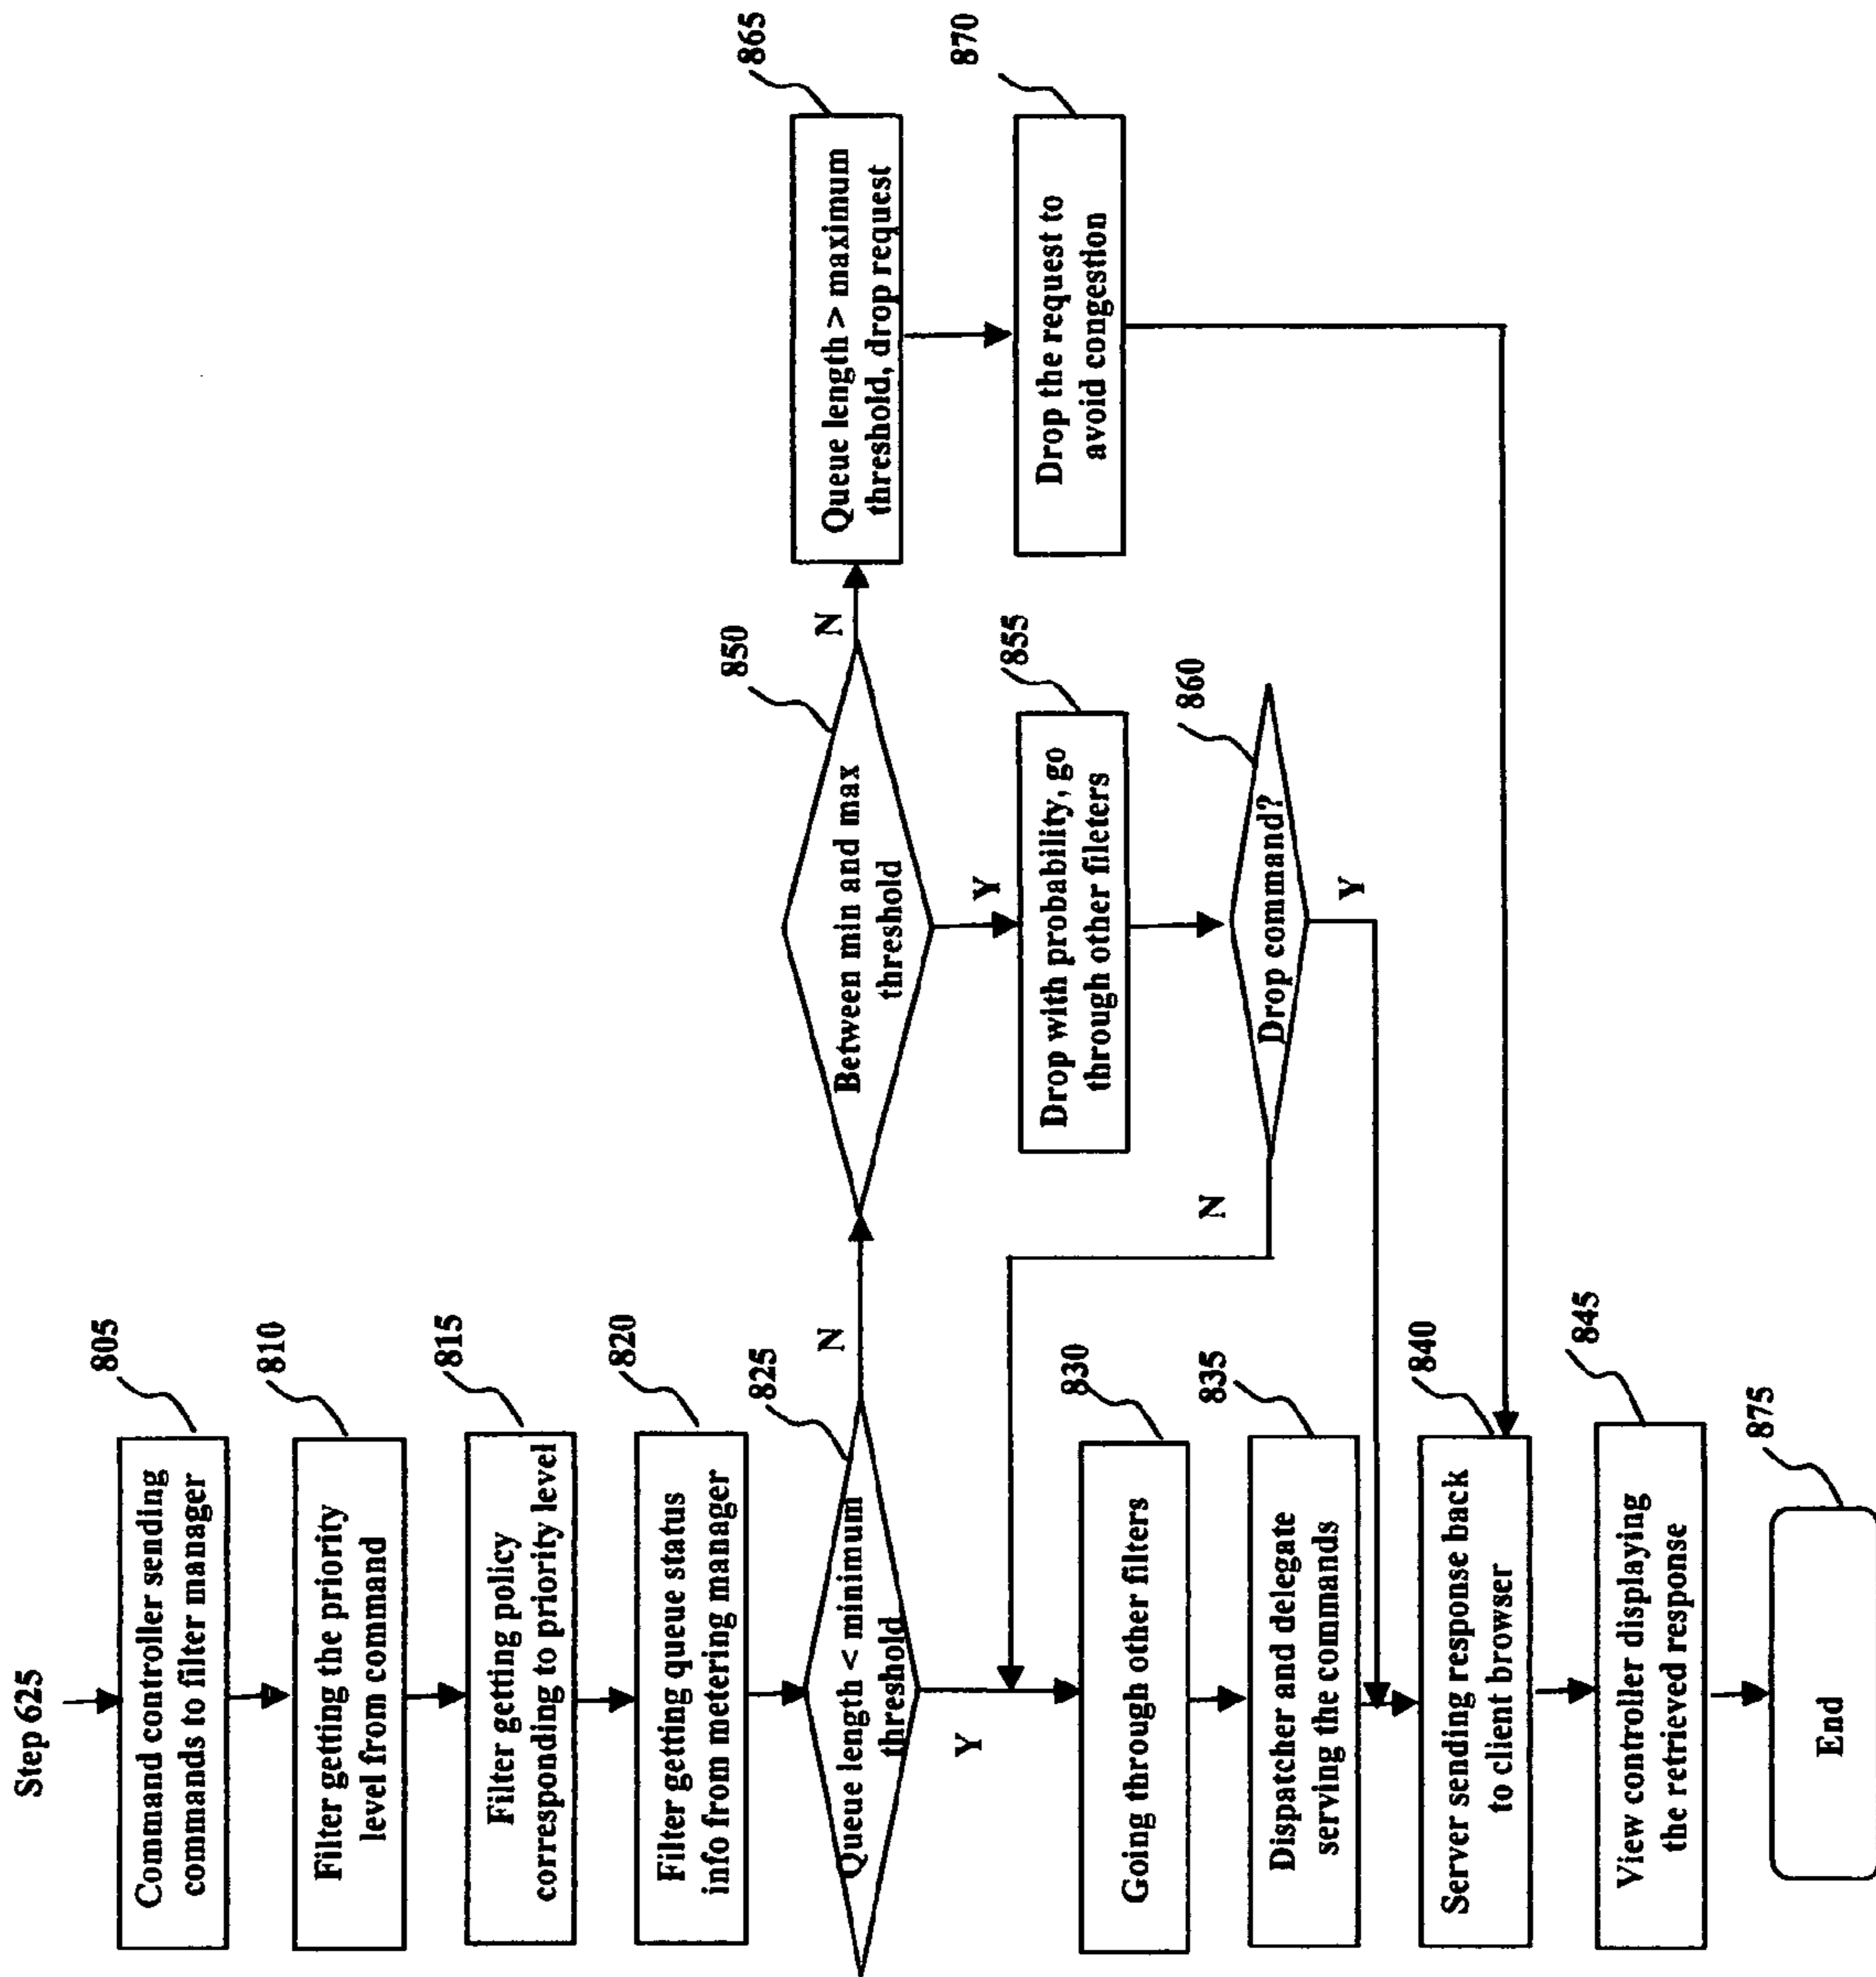 Step 625
805
Command controller sending
commands to filter manager
810
Filter getting the priority
level from command
815
Filter getting policy
corresponding to priority level
820
Filter getting queue status
info from metering manager
825
Queue length < minimum
threshold
N
Y
850
Between min and max
threshold
N
Y
865
Queue length > maximum
threshold, drop request
870
Drop the request to
avoid congestion
855
Drop with probability, go
through other fileters
860
Drop command?
N
Y
830
Going through other filters
835
Dispatcher and delegate
serving the commands
840
Server sending response back
to client browser
845
View controller displaying
the retrieved response
875
End